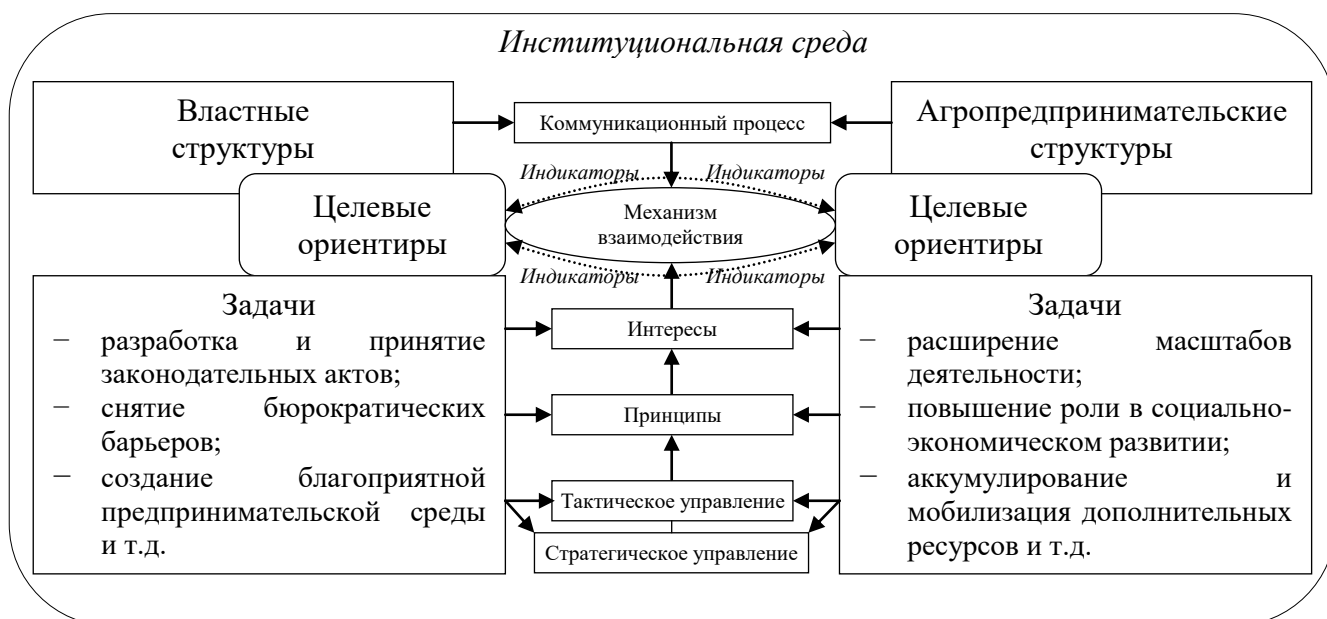 Институциональная среда
Властные
структуры
Коммуникационный процесс
Агропредпринимательские
структуры
Индикаторы
Индикаторы
Целевые
ориентиры
Механизм
взаимодействия
Целевые
ориентиры
Индикаторы
Индикаторы
Задачи
− разработка и принятие
законодательных актов;
− снятие бюрократических
барьеров;
− создание благоприятной
предпринимательской среды
и т.д.
Интересы
Принципы
Тактическое управление
Стратегическое управление
Задачи
− расширение масштабов
деятельности;
− повышение роли в социально-
экономическом развитии;
− аккумулирование и
мобилизация дополнительных
ресурсов и т.д.